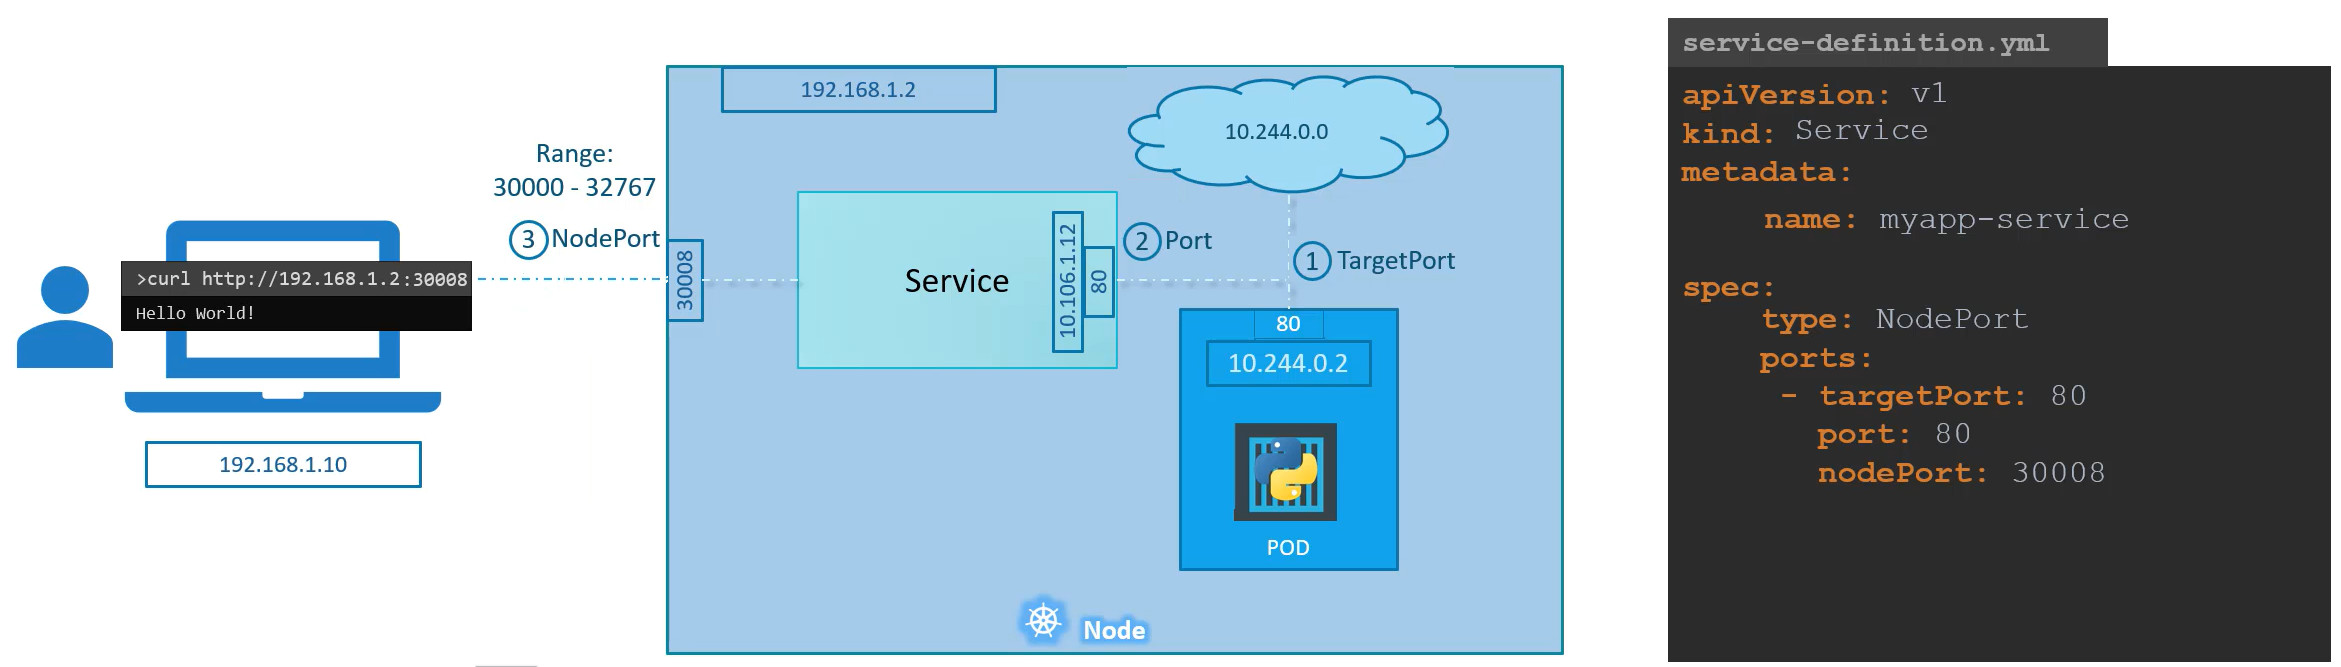 192.168.1.2
10.244.0.0
Range:
30000 - 32767
3 NodePort
>curl http://192.168.1.2:30008
Hello World!
192.168.1.10
30008
Service
10.106.1.12
80
2 Port
1 TargetPort
80
10.244.0.2
POD
Node
service-definition.yml
apiVersion: v1
kind: Service
metadata:
name: myapp-service
spec:
type: NodePort
ports:
- targetPort: 80
port: 80
nodePort: 30008